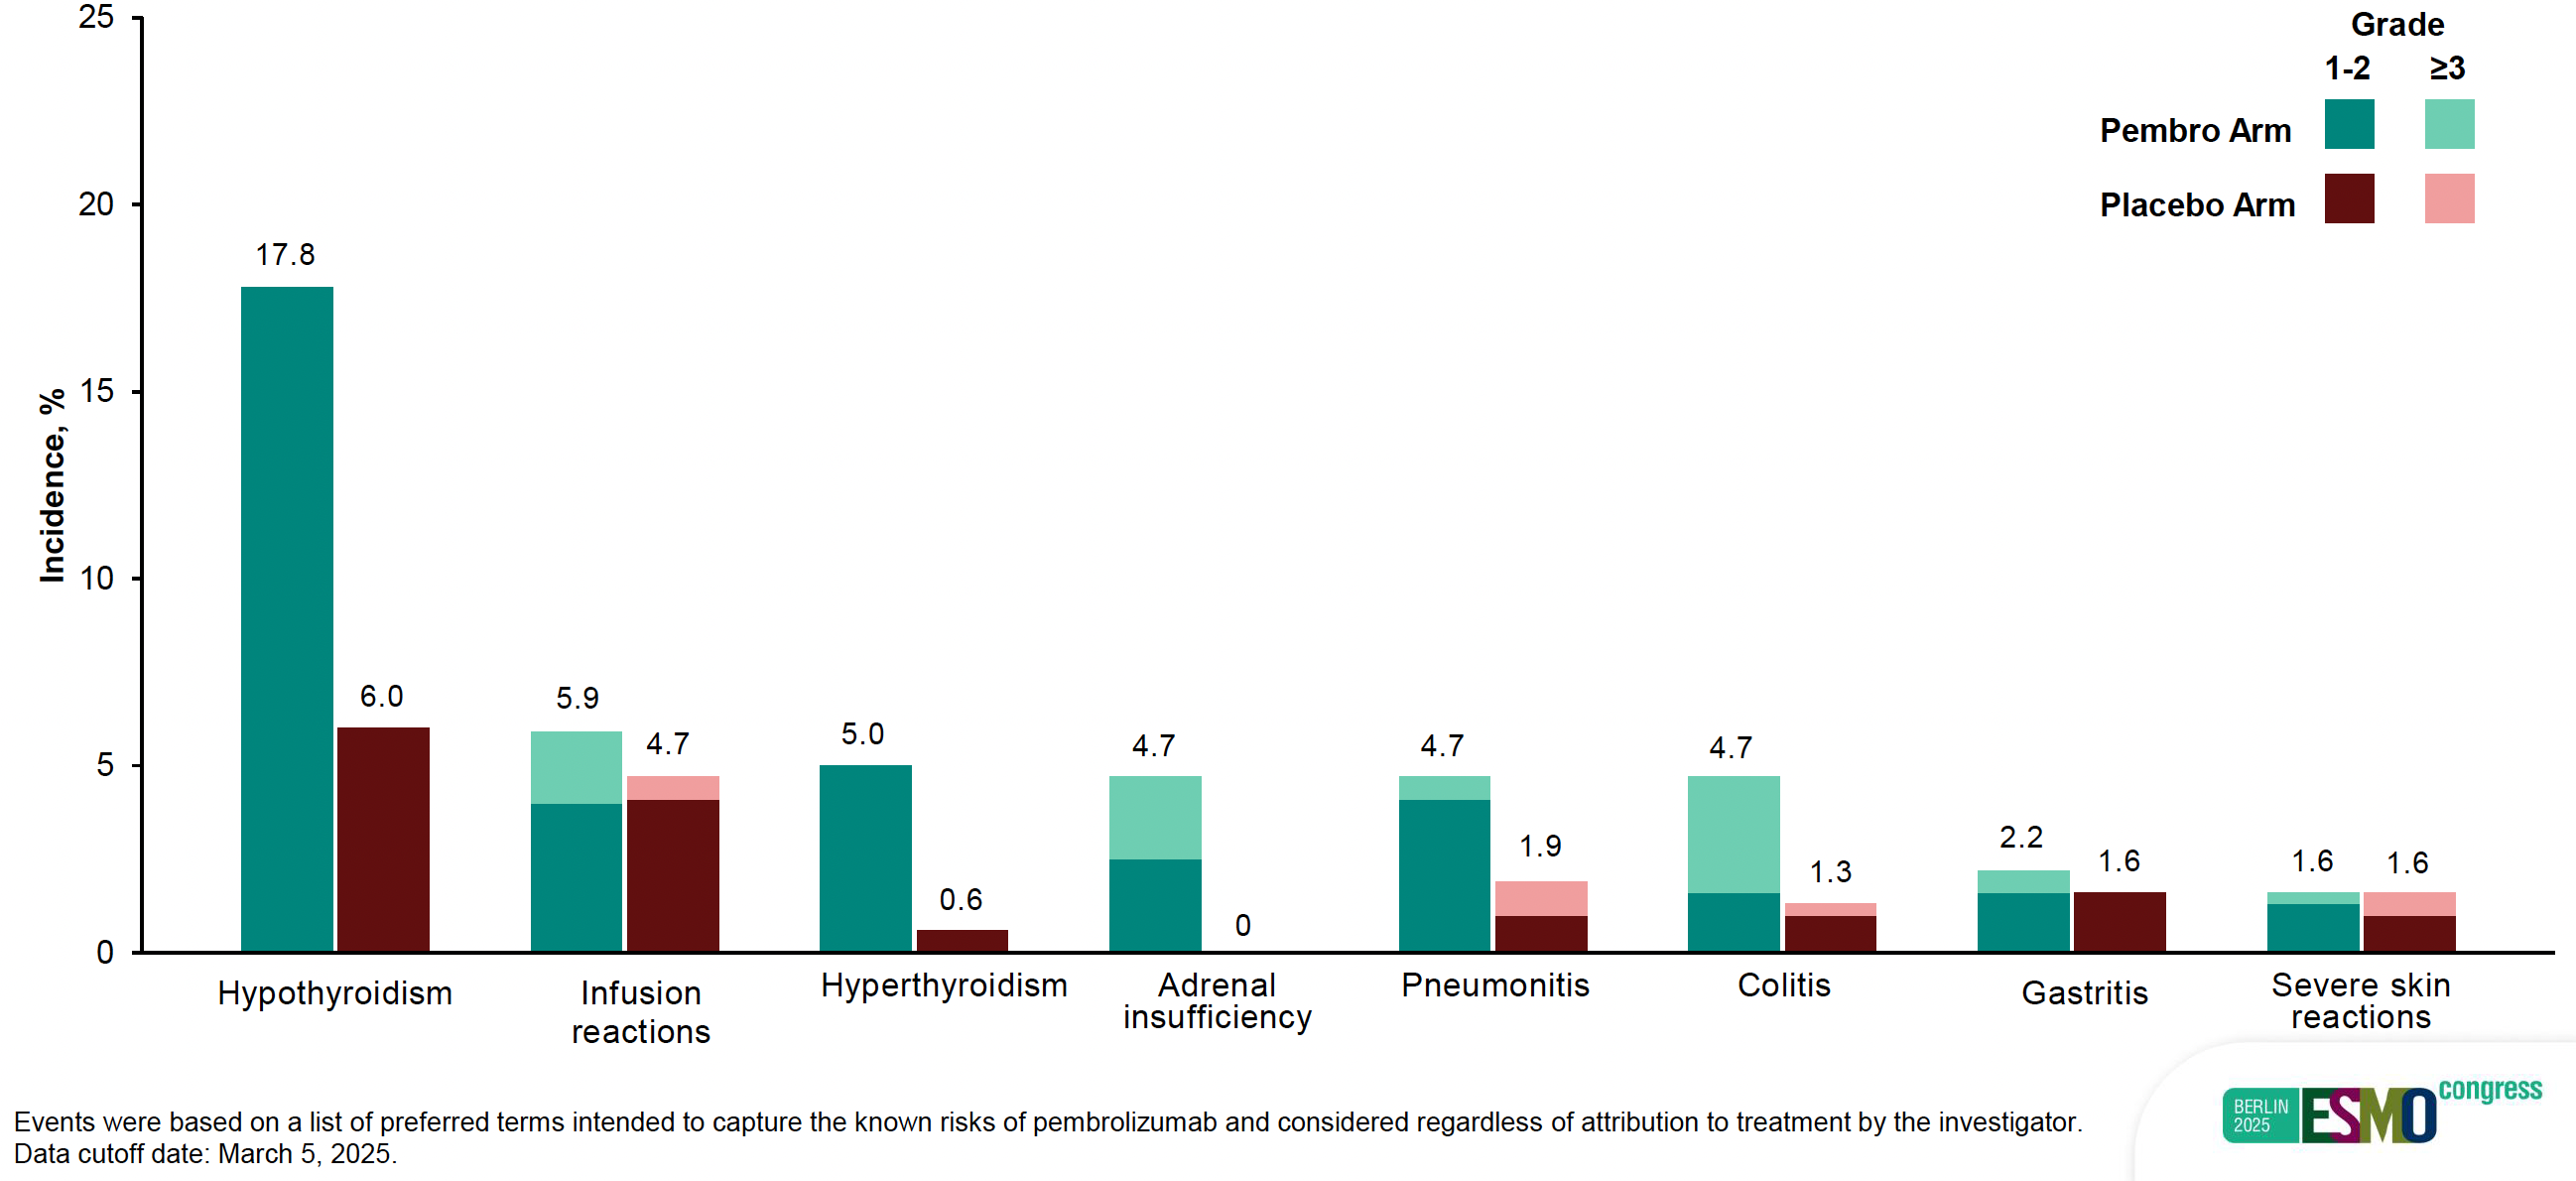 25
20
15
10
5
0
Incidence, %
Grade
1-2 ≥3
Pembro Arm
Placebo Arm
17.8
6.0
5.9
4.7
5.0
0.6
4.7
0
4.7
1.9
4.7
1.3
2.2
1.6
1.6
1.6
Hypothyroidism
Infusion
reactions
Hyperthyroidism
Adrenal
insufficiency
Pneumonitis
Colitis
Gastritis
Severe skin
reactions
Events were based on a list of preferred terms intended to capture the known risks of pembrolizumab and considered regardless of attribution to treatment by the investigator.
Data cutoff date: March 5, 2025.
BERLIN
2025
ESMO
congress